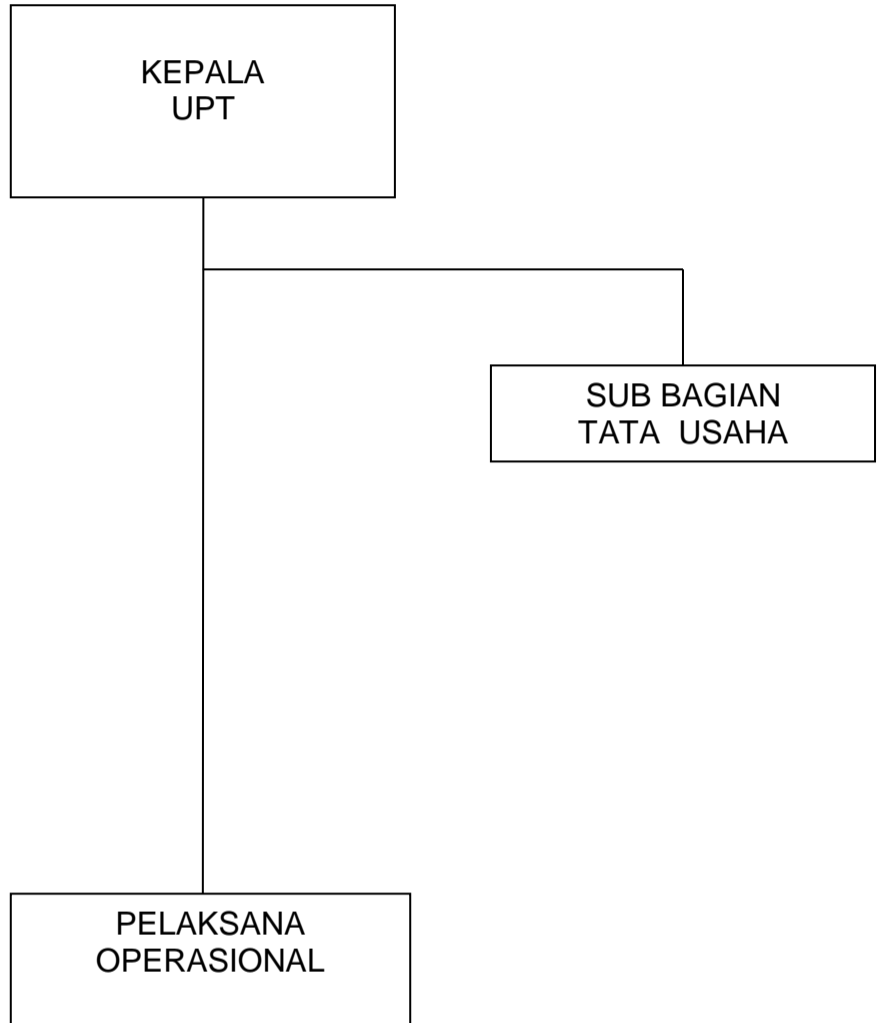 KEPALA
UPT
SUB BAGIAN
TATA USAHA
PELAKSANA
OPERASIONAL